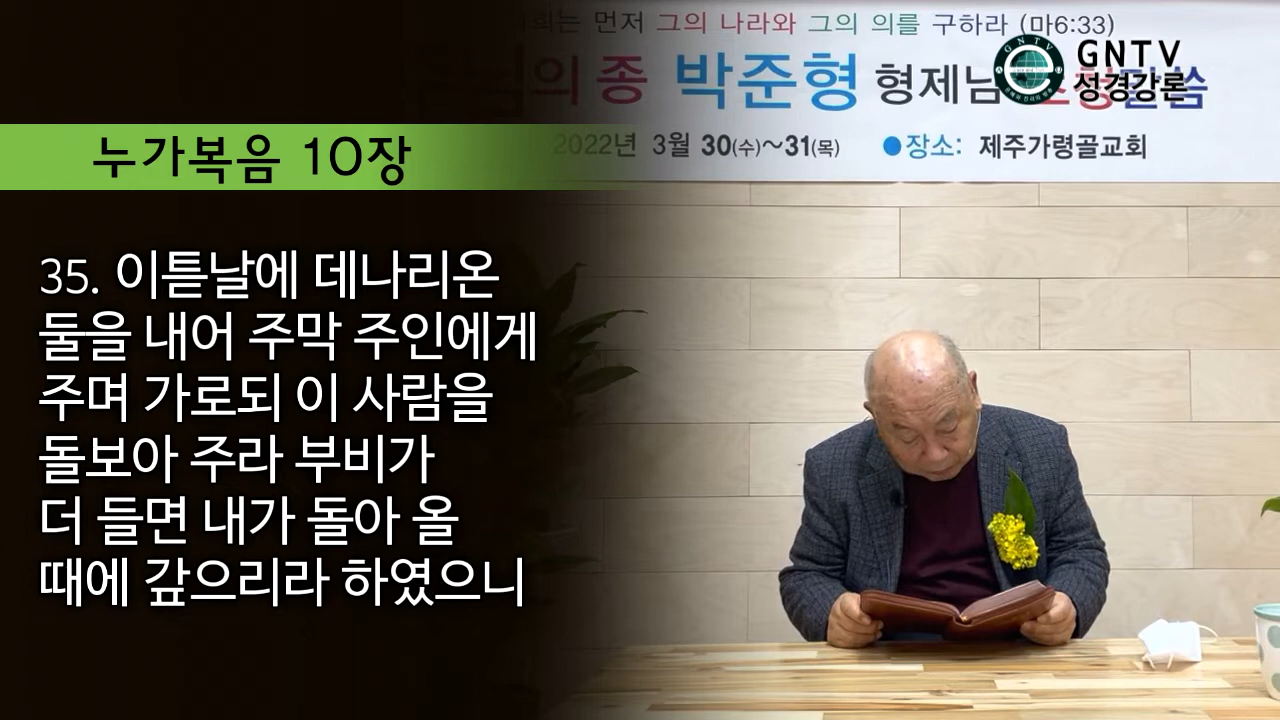 먼저 그의 나라와 그의 의를 구하라 (마6:33)
종 박준형 형제님 말씀
GNTV
성경강론
누가복음 10장
2022년 3월 30(수)~31(목) ●장소: 제주가령골교회
35. 이튿날에 데나리온
둘을 내어 주막 주인에게
주며 가로되 이 사람을
돌보아 주라 부비가
더 들면 내가 돌아 올
때에 갚으리라 하였으니